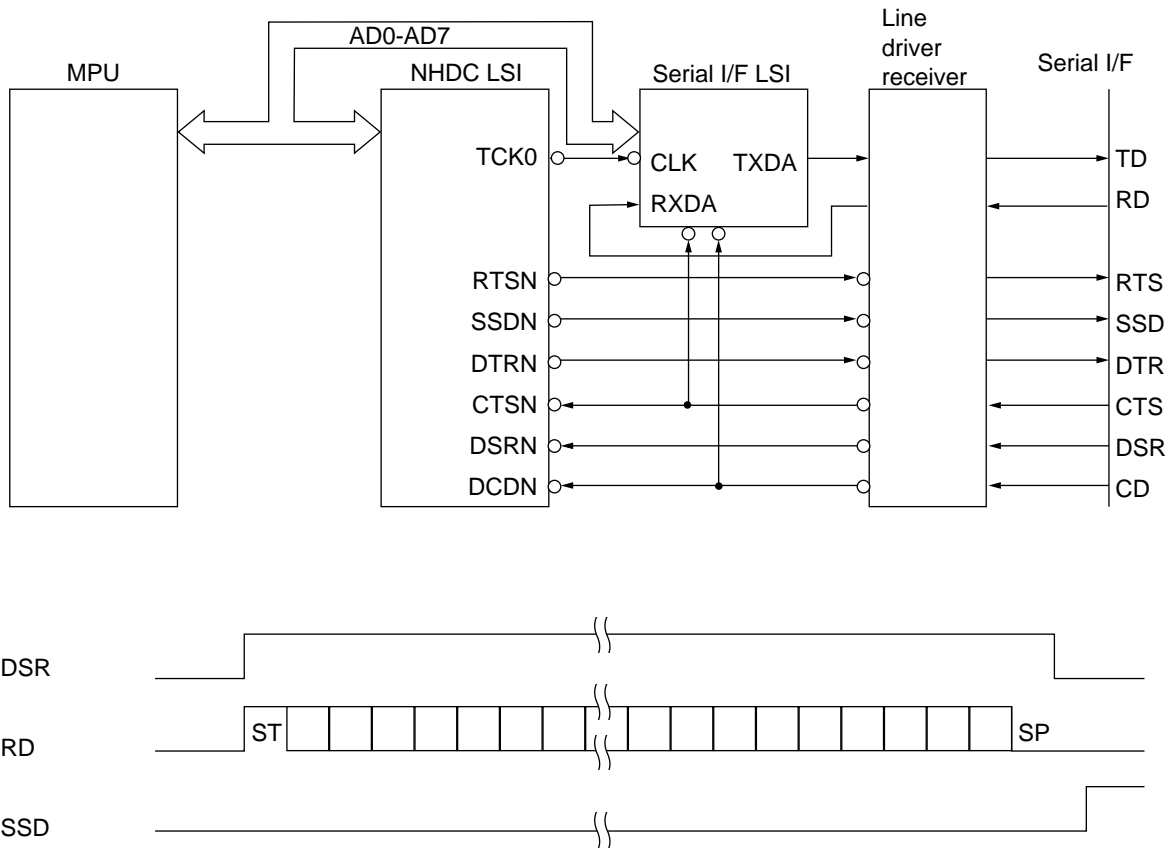 Line
driver
receiver
AD0-AD7
MPU
NHDC LSI
Serial I/F LSI
Serial I/F
TCK0
CLK
TXDA
TD
RXDA
RD
RTSN
RTS
SSDN
SSD
DTRN
DTR
CTSN
CTS
DSRN
DSR
DCDN
CD
DSR
RD
ST
SP
SSD